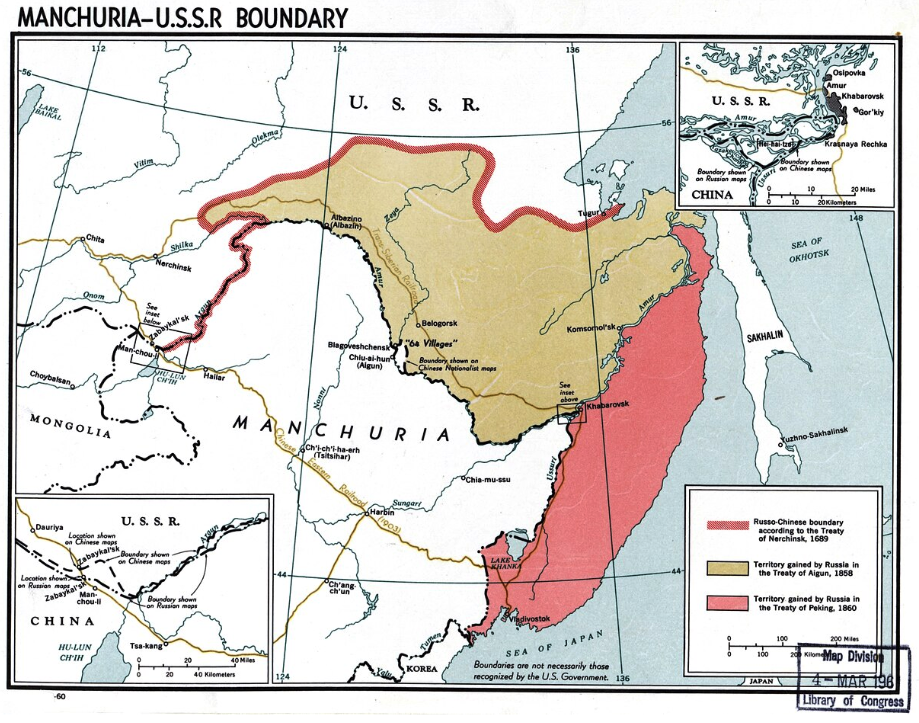 MANCHURIA–U.S.S.R BOUNDARY
112
124
136
56
56
148
44
44
124
136
U. S. S. R.
LAKE
BAIKAL
Vitim
Olekma
Zeya
Tugur
Albazino
(Albazin)
Trans-Siberian Railroad
Chita
Shilka
Nerchinsk
Onon
Argun
Amur
See
inset
below
Zabaykal'sk
Man-chou-li
HU-LUN
CH'IH
Hailar
Choybalsan
MONGOLIA
MANCHURIA
Belogorsk
"64 Villages"
Blagoveshchensk
Chiu-ai-hun
(Aigun)
Boundary shown on
Chinese Nationalist maps
Komsomol'sk
Amur
See
inset
above
Khabarovsk
Nonni
Ch'i-ch'i-ha-erh
(Tsitsihar)
Chinese Eastern Railroad (1903)
Chia-mu-ssu
Sungari
Harbin
Ussuri
LAKE
KHANKA
Ch'ang-
ch'un
Vladivostok
Tumen
Yalu
KOREA
SEA OF JAPAN
SEA OF
OKHOTSK
SAKHALIN
Yuzhno-Sakhalinsk
Boundaries are not necessarily those
recognized by the U.S. Government.
JAPAN
Osipovka
Amur
Khabarovsk
Gor'kiy
U. S. S. R.
Amur
Hei-hai-tzu
Krasnaya Rechka
Boundary shown
on Russian maps
Boundary shown on
Chinese maps
Ussuri
CHINA
0 10 20 Miles
0 10 20 Kilometers
Dauriya
U. S. S. R.
Location shown
on Chinese maps
Zabaykal'sk
Boundary shown
on Chinese maps
Argun
Location shown
on Russian maps
Zabaykal'sk
Man-
chou-li
Boundary shown
on Russian maps
CHINA
Tsa-kang
HU-LUN
CH'IH
0 20 40 Miles
0 20 40 Kilometers
Russo-Chinese boundary
according to the Treaty
of Nerchinsk, 1689
Territory gained by Russia in
the Treaty of Aigun, 1858
Territory gained by Russia in
the Treaty of Peking, 1860
0 100 200 Miles
0 100 200 Kilometers
Map Division
4-MAR 196
Library of Congress
-60